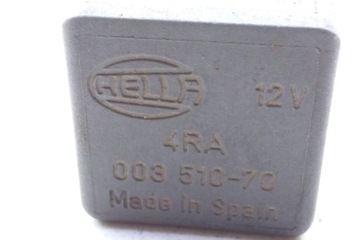 HELLA 12V
4RA
003 510-70
Made in Spain